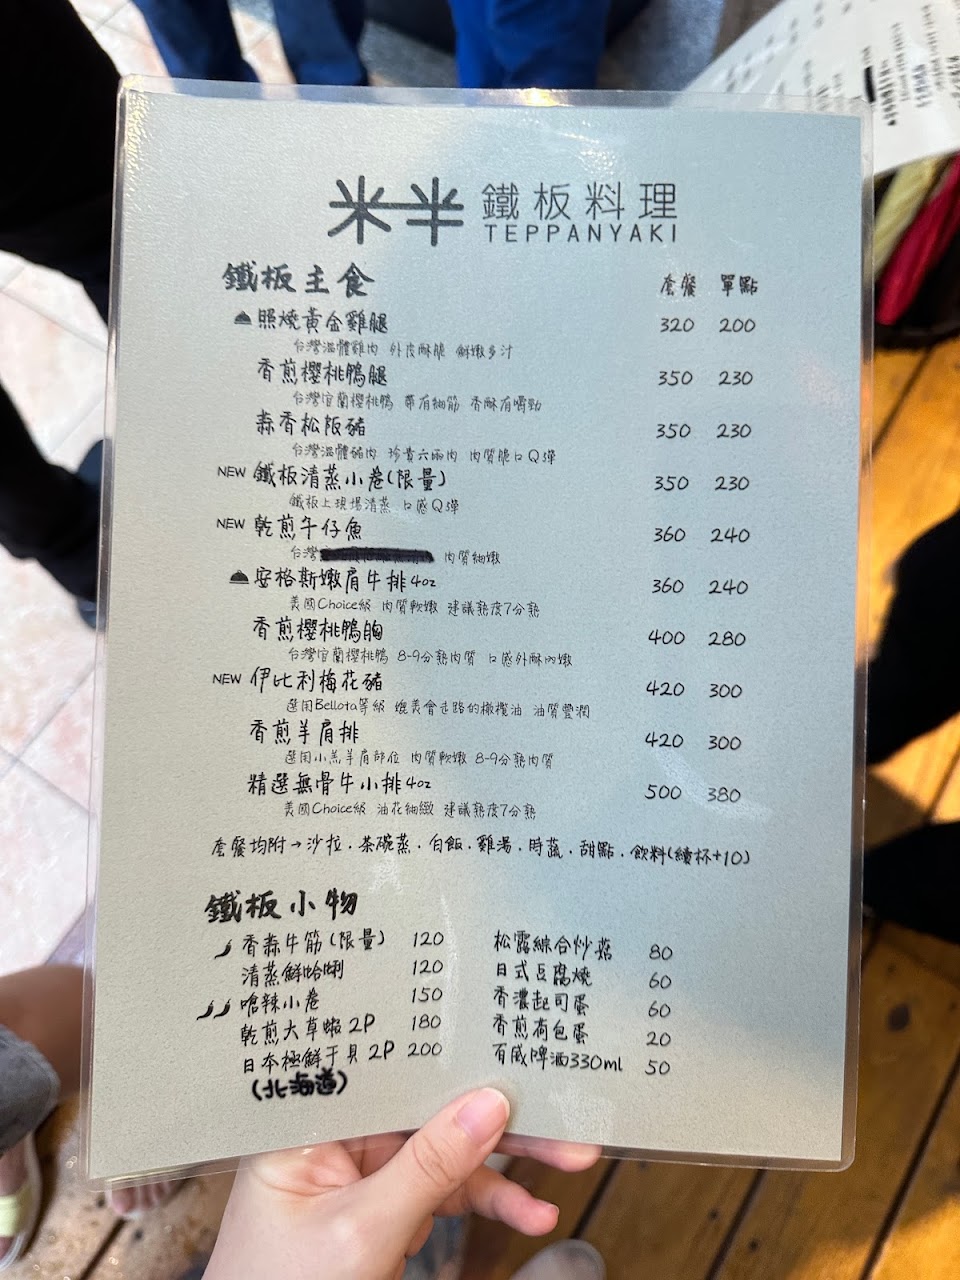 米半 鐵板料理
TEPPANYAKI
鐵板主食 套餐 單點
照燒黃金雞腿 320 200
台灣溫體雞肉 外皮酥脆 鮮嫩多汁
香煎櫻桃鴨腿 350 230
台灣宜蘭櫻桃鴨 帶有細筋 香酥有嚼勁
蒜香松阪豬 350 230
台灣溫體豬肉 珍貴六兩肉 肉質脆口Q彈
NEW 鐵板清蒸小卷(限量) 350 230
鐵板上現場清蒸 口感Q彈
NEW 乾煎午仔魚 360 240
台灣 肉質細嫩
安格斯嫩肩牛排4oz 360 240
美國Choice級 肉質軟嫩 建議熟度7分熟
香煎櫻桃鴨胸 400 280
台灣宜蘭櫻桃鴨 8-9分熟肉質 口感外酥內嫩
NEW 伊比利梅花豬 420 300
選用Bellota等級 媲美會走路的橄欖油 油質豐潤
香煎羊肩排 420 300
選用小羔羊肩部位 肉質軟嫩 8-9分熟肉質
精選無骨牛小排4oz 500 380
美國Choice級 油花細緻 建議熟度7分熟
套餐均附→沙拉.茶碗蒸.白飯.雞湯.時蔬.甜點.飲料(續杯+10)
鐵板小物
香蒜牛筋(限量) 120
清蒸鮮蛤蜊 120
嗆辣小卷 150
乾煎大草蝦2P 180
日本極鮮干貝2P 200
(北海道)
松露綜合炒菇 80
日式豆腐燒 60
香濃起司蛋 60
香煎荷包蛋 20
百威啤酒330ml 50